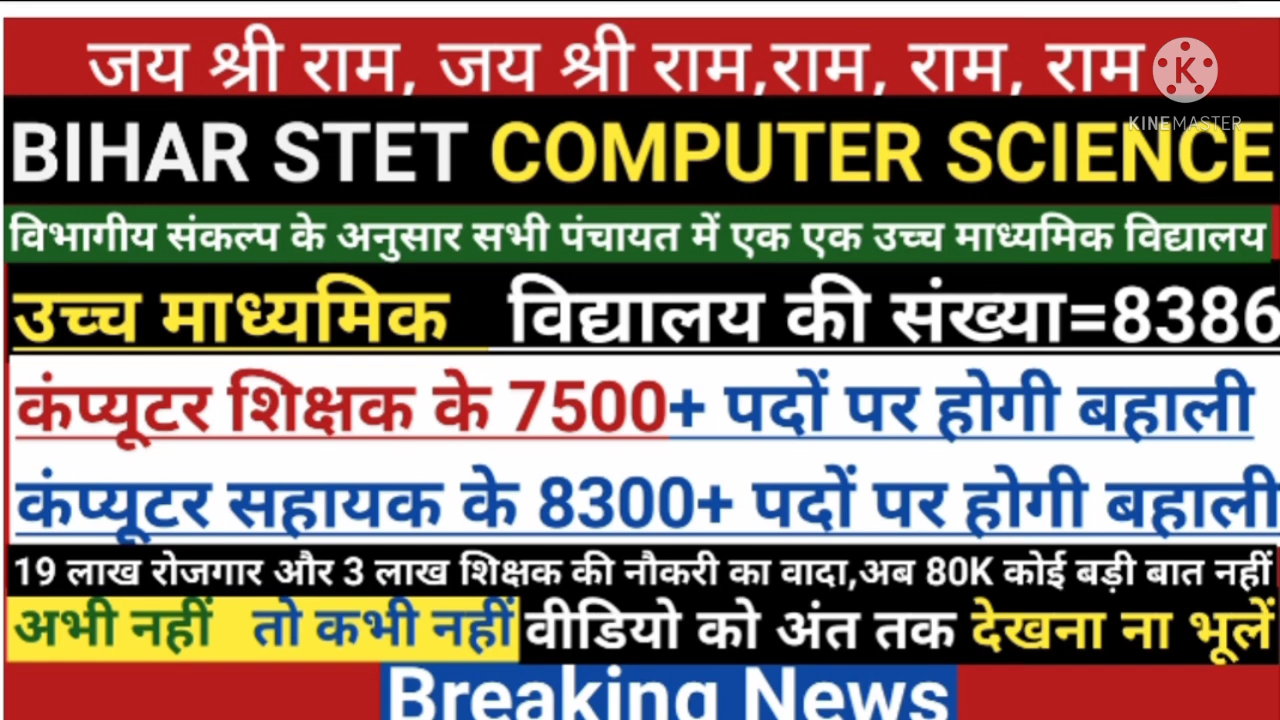 जय श्री राम, जय श्री राम,राम, राम, राम
KINEMASTER
BIHAR STET COMPUTER SCIENCE
विभागीय संकल्प के अनुसार सभी पंचायत में एक एक उच्च माध्यमिक विद्यालय
उच्च माध्यमिक विद्यालय की संख्या=8386
कंप्यूटर शिक्षक के 7500+ पदों पर होगी बहाली
कंप्यूटर सहायक के 8300+ पदों पर होगी बहाली
19 लाख रोजगार और 3 लाख शिक्षक की नौकरी का वादा,अब 80K कोई बड़ी बात नहीं
अभी नहीं तो कभी नहीं वीडियो को अंत तक देखना ना भूलें
Breaking News